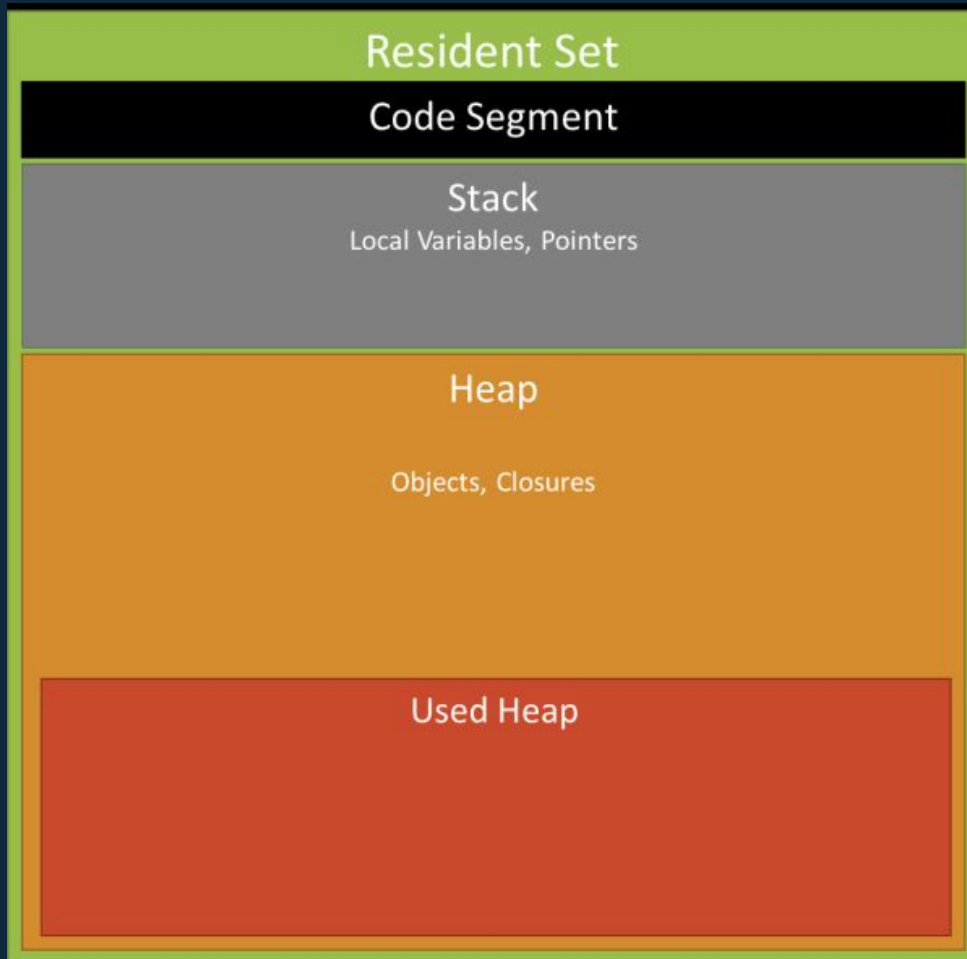 Resident Set
Code Segment
Stack
Local Variables, Pointers
Heap
Objects, Closures
Used Heap